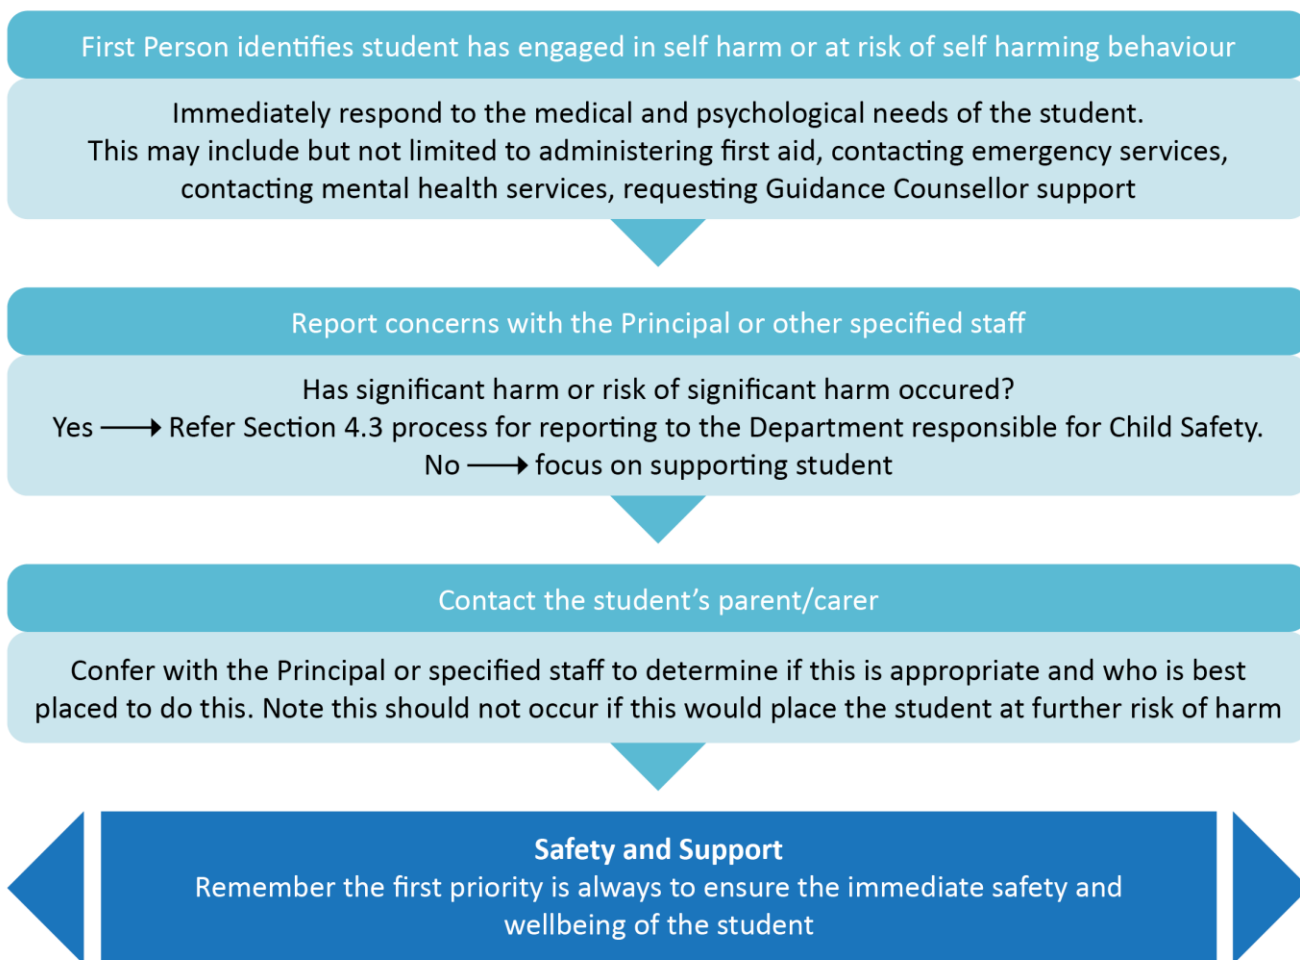 First Person identifies student has engaged in self harm or at risk of self harming behaviour
Immediately respond to the medical and psychological needs of the student.
This may include but not limited to administering first aid, contacting emergency services,
contacting mental health services, requesting Guidance Counsellor support
Report concerns with the Principal or other specified staff
Has significant harm or risk of significant harm occured?
Yes ⟶ Refer Section 4.3 process for reporting to the Department responsible for Child Safety.
No ⟶ focus on supporting student
Contact the student’s parent/carer
Confer with the Principal or specified staff to determine if this is appropriate and who is best
placed to do this. Note this should not occur if this would place the student at further risk of harm
Safety and Support
Remember the first priority is always to ensure the immediate safety and
wellbeing of the student